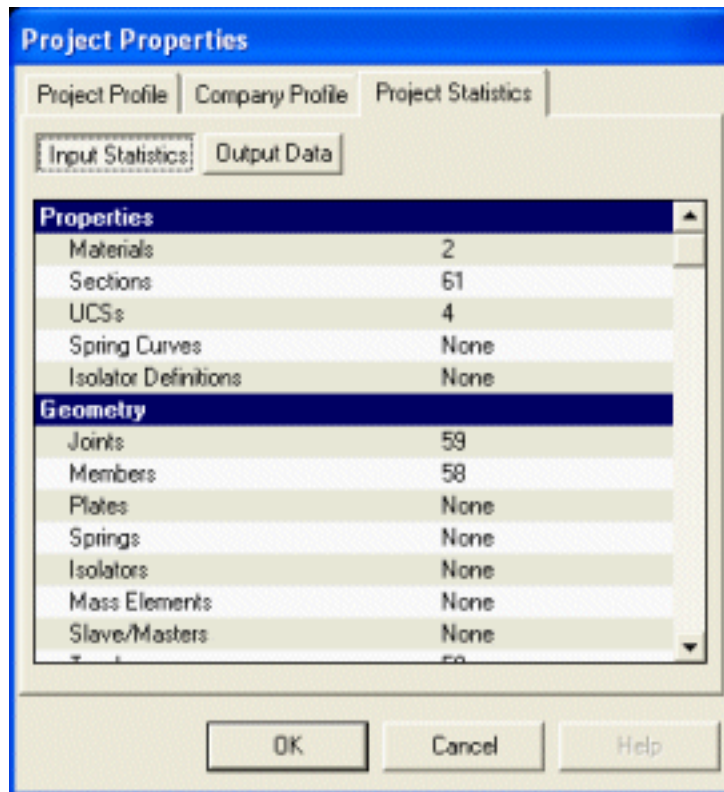 Project Properties
Project Profile Company Profile Project Statistics
Input Statistics Output Data
Properties
Materials 2
Sections 61
UCSs 4
Spring Curves None
Isolator Definitions None
Geometry
Joints 59
Members 58
Plates None
Springs None
Isolators None
Mass Elements None
Slave/Masters None
OK Cancel Help